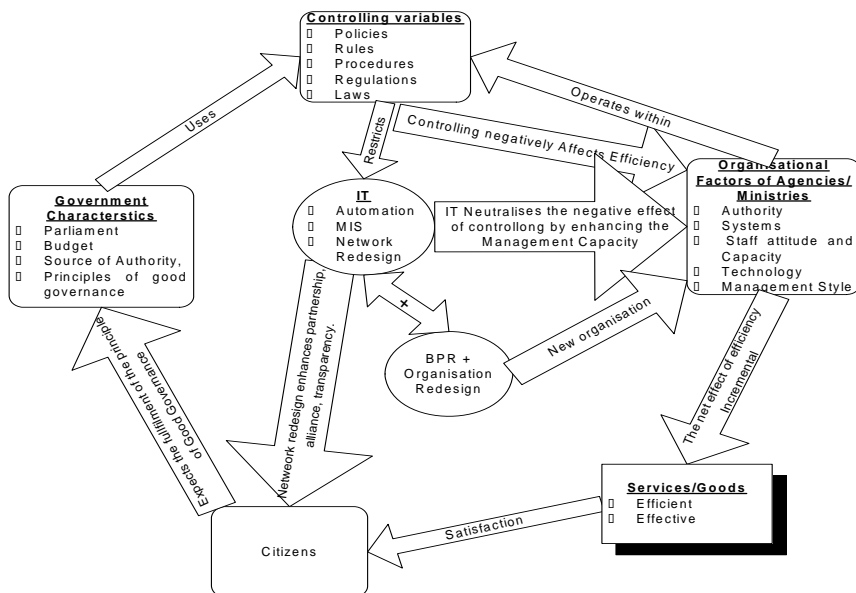 Controlling variables
Policies
Rules
Procedures
Regulations
Laws
Uses
Operates within
Restricts
Controlling negatively Affects Efficiency
Government
Characterstics
Parliament
Budget
Source of Authority,
Principles of good
governance
IT
Automation
MIS
Network
Redesign
IT Neutralises the negative effect
of controllong by enhancing the
Management Capacity
Organisational
Factors of Agencies/
Ministries
Authority
Systems
Staff attitude and
Capacity
Technology
Management Style
+
BPR +
Organisation
Redesign
New organisation
Netweork redesign enhances partnership,
alliance, transparency.
Expects the fulfilment of the principle
of Good Governance
The net effect of efficiency
Incremental
Services/Goods
Efficient
Effective
Satisfaction
Citizens